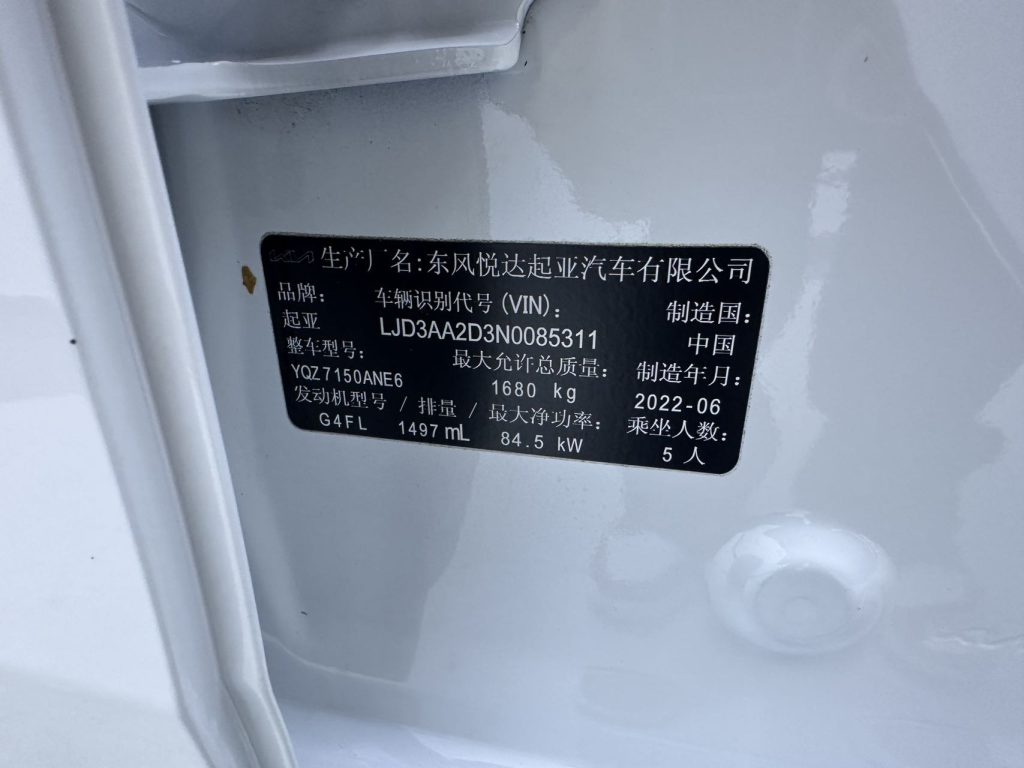 KIA 生产厂名:东风悦达起亚汽车有限公司
品牌: 车辆识别代号(VIN): 制造国:
起亚 LJD3AA2D3N0085311 中国
整车型号: 最大允许总质量: 制造年月:
YQZ7150ANE6 1680 kg 2022-06
发动机型号 / 排量 / 最大净功率: 乘坐人数:
G4FL 1497mL 84.5 kW 5 人